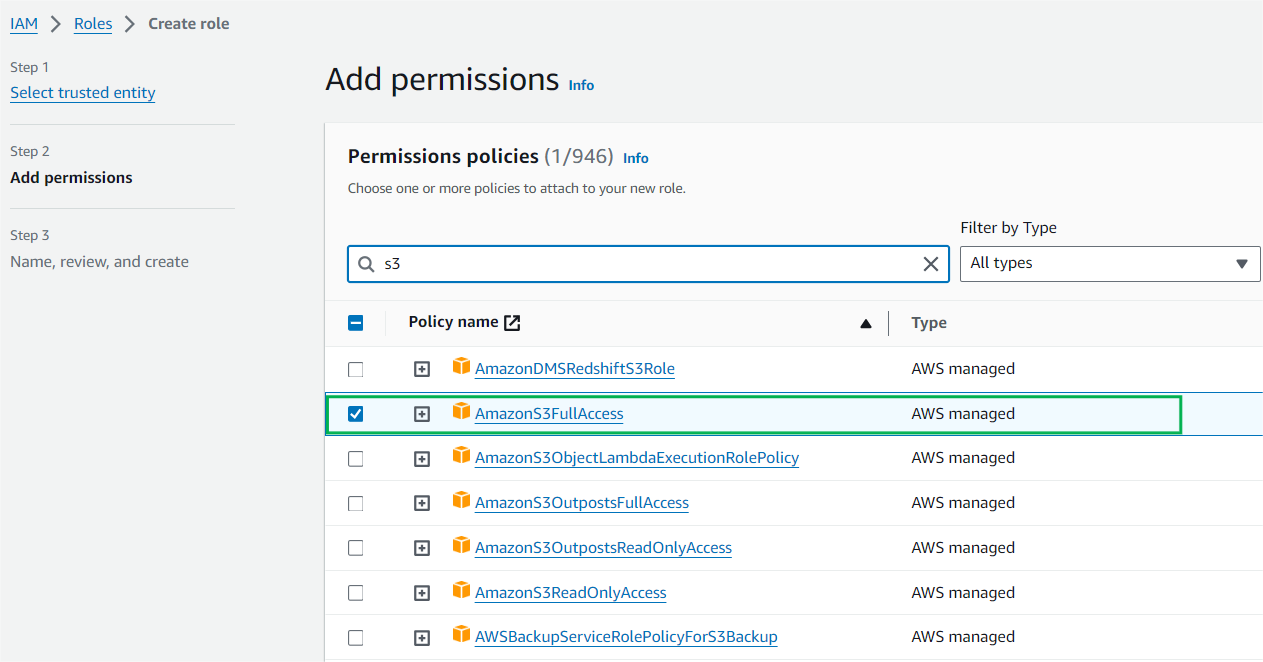 IAM > Roles > Create role
Step 1
Select trusted entity
Step 2
Add permissions
Step 3
Name, review, and create
Add permissions Info
Permissions policies (1/946) Info
Choose one or more policies to attach to your new role.
Filter by Type
s3
All types
Policy name
Type
AmazonDMSRedshiftS3Role AWS managed
AmazonS3FullAccess AWS managed
AmazonS3ObjectLambdaExecutionRolePolicy AWS managed
AmazonS3OutpostsFullAccess AWS managed
AmazonS3OutpostsReadOnlyAccess AWS managed
AmazonS3ReadOnlyAccess AWS managed
AWSBackupServiceRolePolicyForS3Backup AWS managed